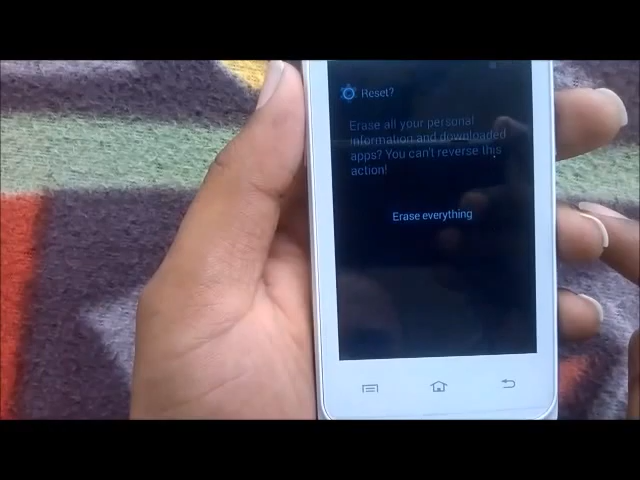 Reset?
Erase all your personal
information and downloaded
apps? You can't reverse this
action!
Erase everything